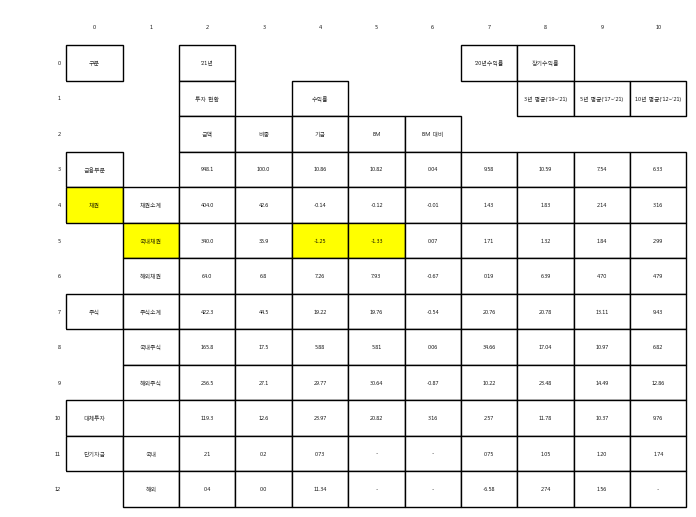 0 1 2 3 4 5 6 7 8 9 10
0 구분 '21년 '20년수익률 장기수익률
1 투자 현황 수익률 3년 평균('19~'21) 5년 평균('17~'21) 10년 평균('12~'21)
2 금액 비중 기금 BM BM 대비
3 금융부문 948.1 100.0 10.86 10.82 0.04 9.58 10.59 7.54 6.33
4 채권 채권소계 404.0 42.6 -0.14 -0.12 -0.01 1.43 1.83 2.14 3.16
5 국내채권 340.0 35.9 -1.25 -1.33 0.07 1.71 1.32 1.84 2.99
6 해외채권 64.0 6.8 7.26 7.93 -0.67 0.19 6.39 4.70 4.79
7 주식 주식소계 422.3 44.5 19.22 19.76 -0.54 20.76 20.78 13.11 9.43
8 국내주식 165.8 17.5 5.88 5.81 0.06 34.66 17.04 10.97 6.82
9 해외주식 256.5 27.1 29.77 30.64 -0.87 10.22 23.48 14.49 12.86
10 대체투자 119.3 12.6 23.97 20.82 3.16 2.57 11.78 10.37 9.76
11 단기자금 국내 2.1 0.2 0.73 - - 0.75 1.05 1.20 1.74
12 해외 0.4 0.0 11.34 - - -6.58 2.74 1.56 -